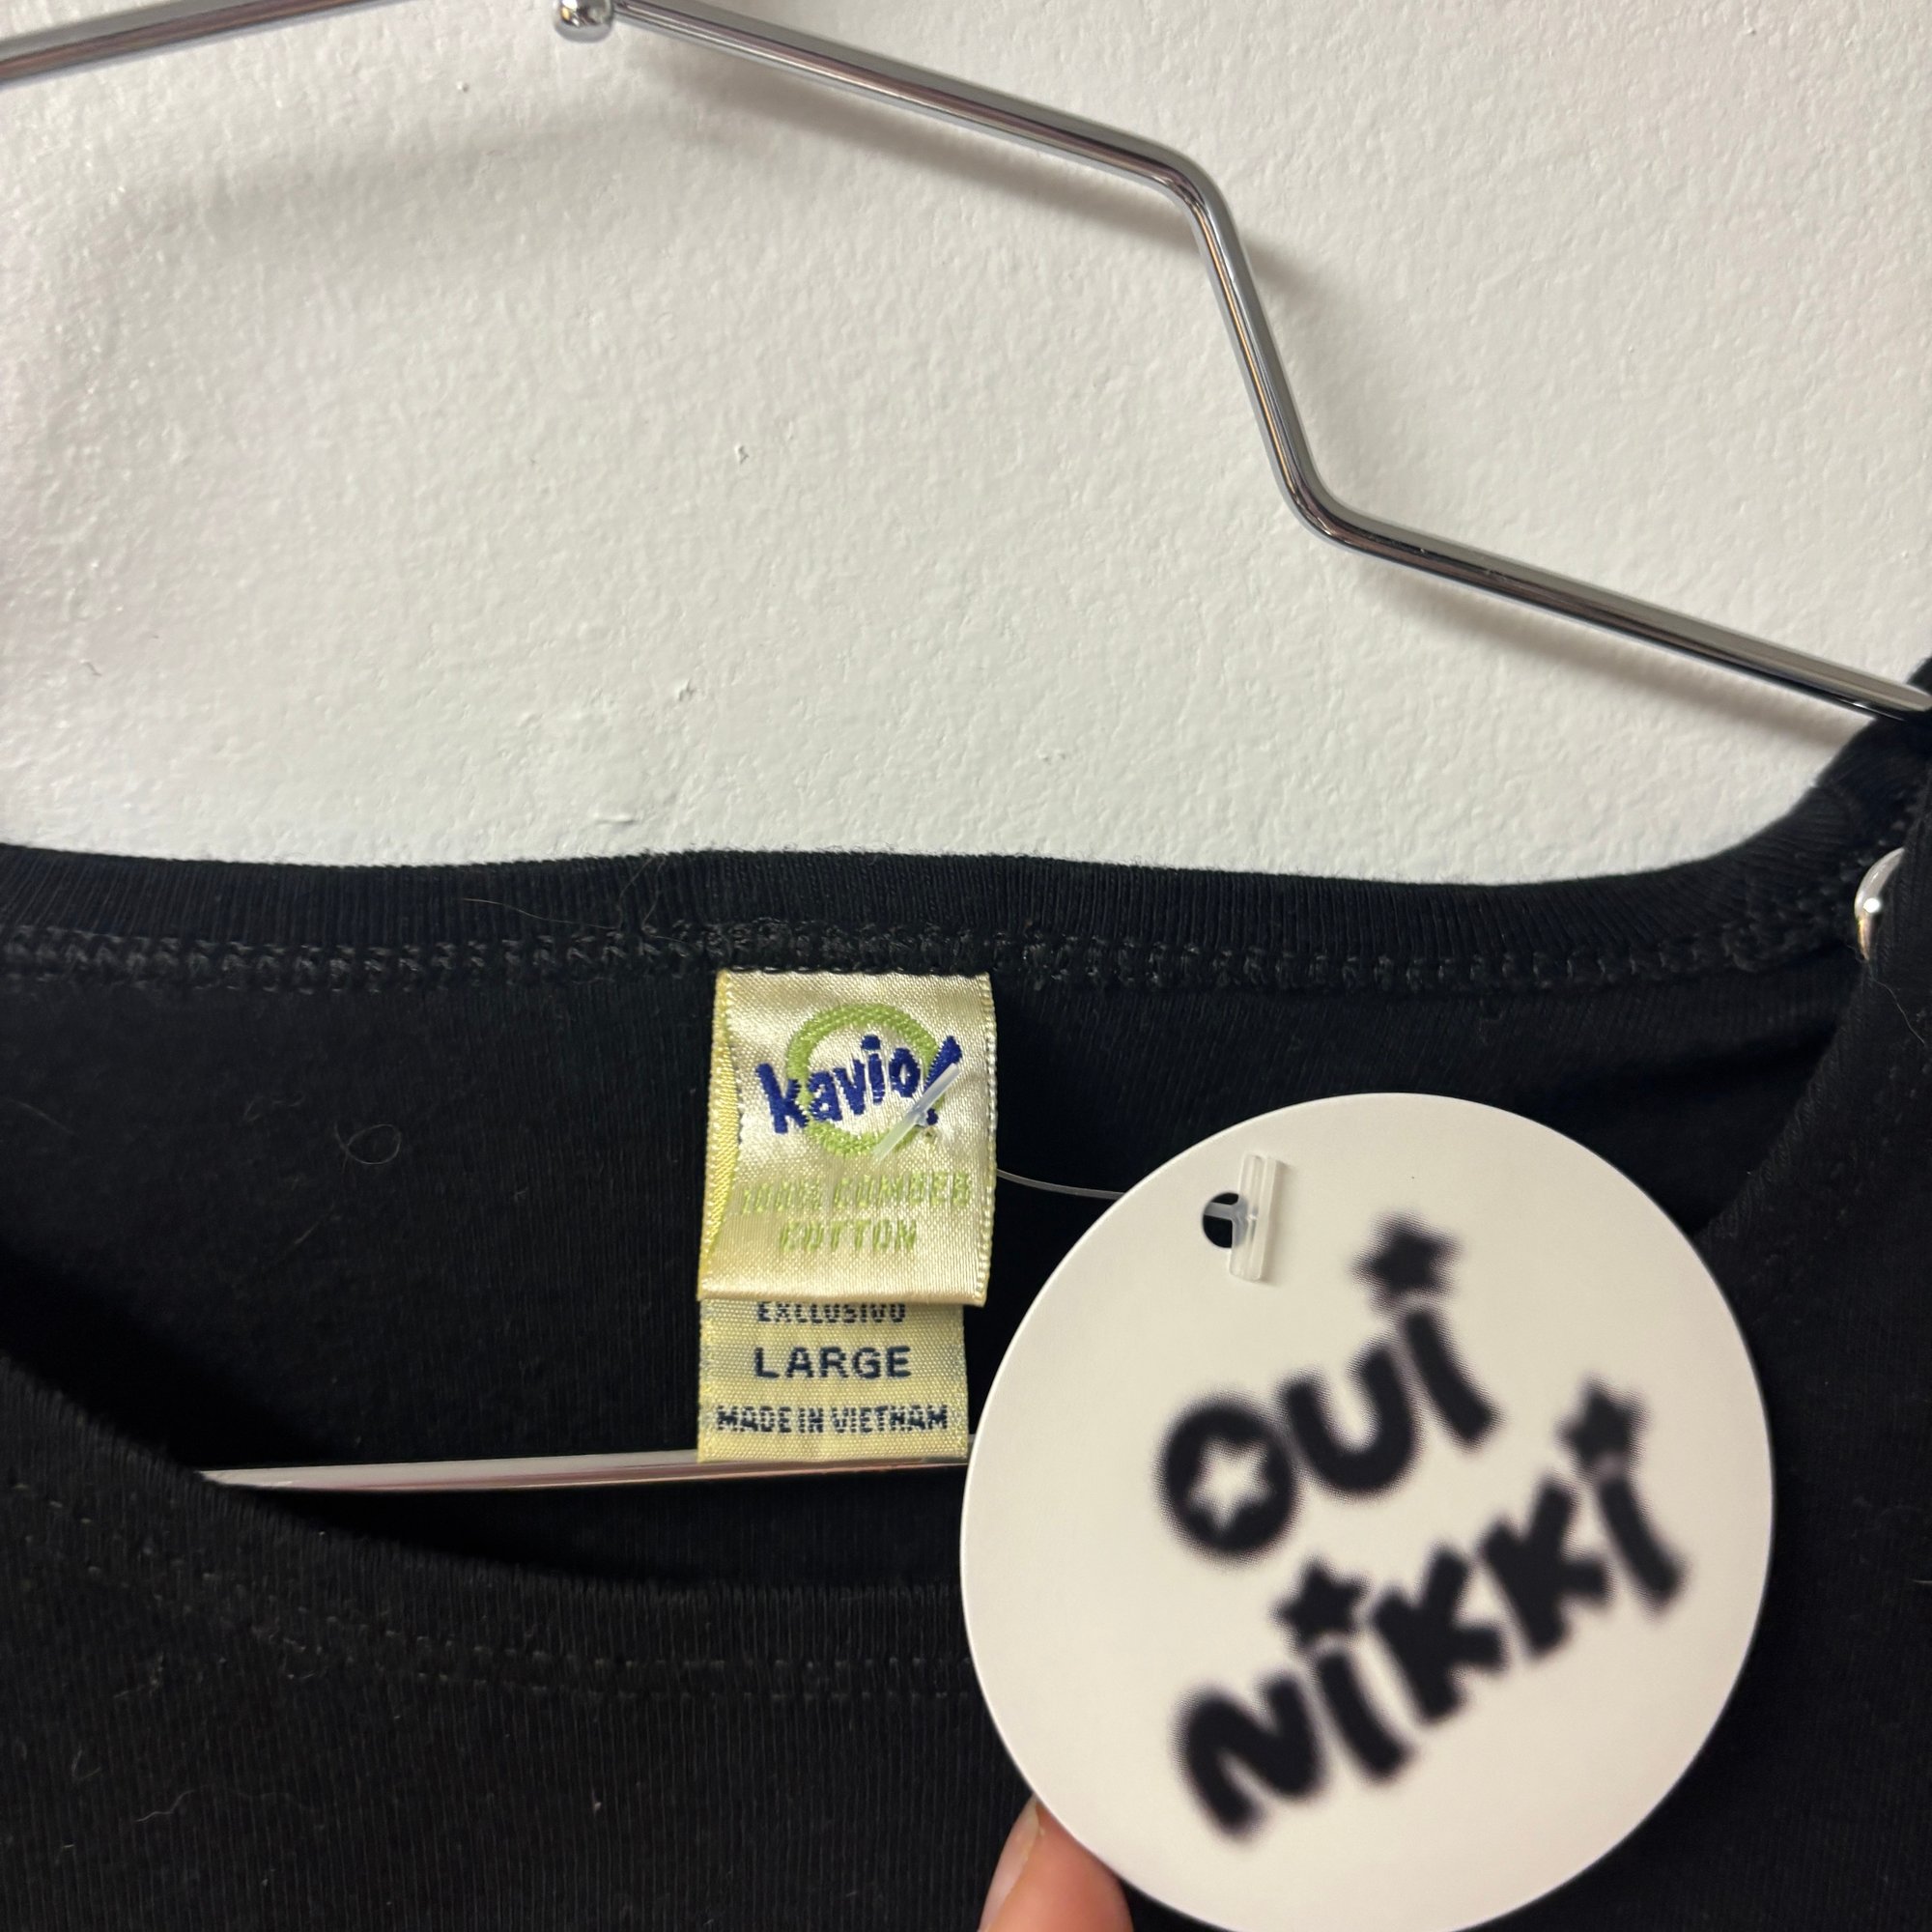 kavio!
100% COMBED
COTTON
EXCLUSIVO
LARGE
MADE IN VIETNAM
OUI
NIKKI